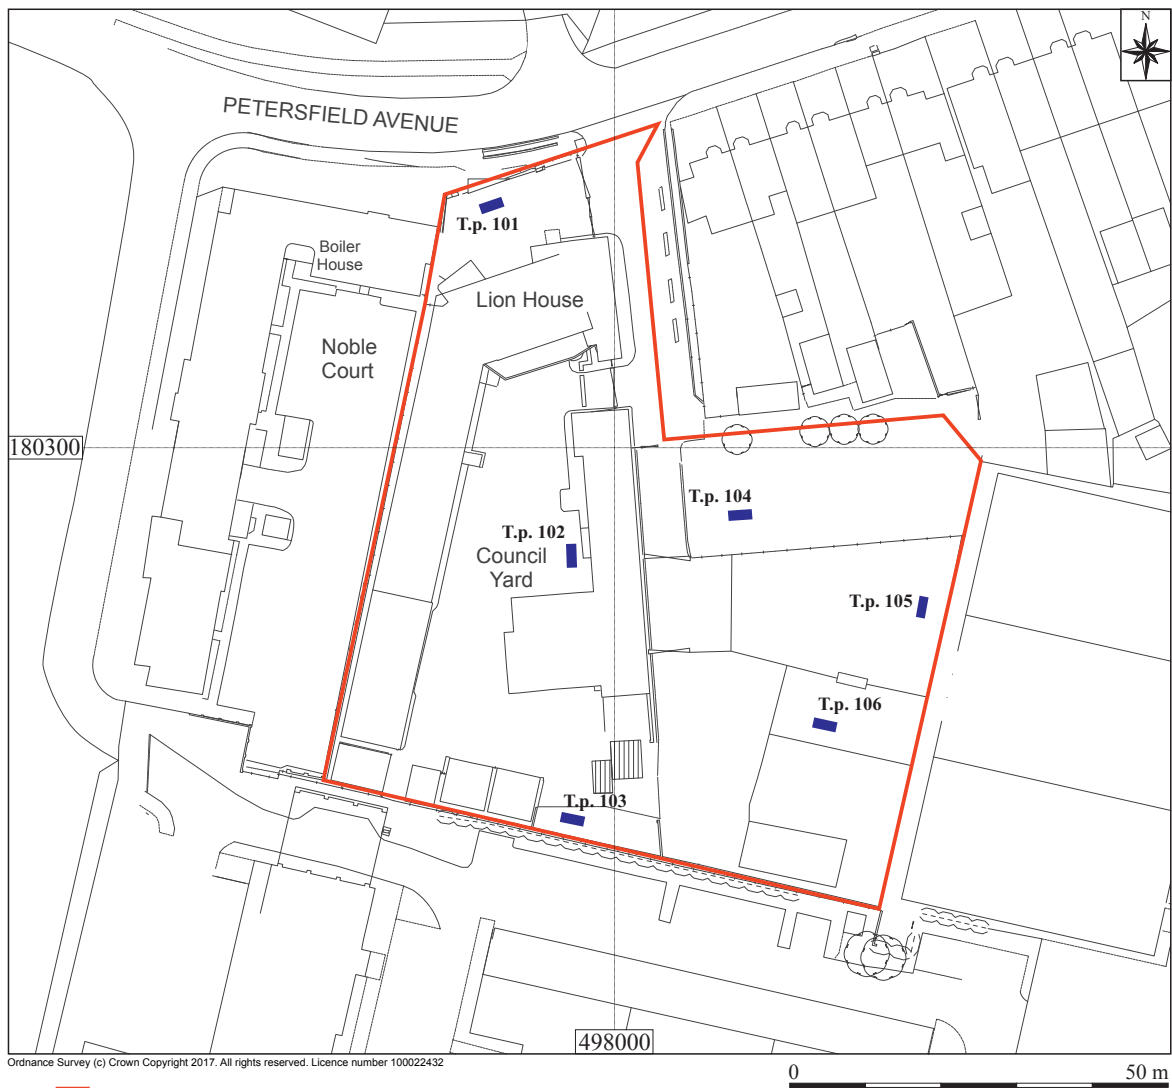 N
PETERSFIELD AVENUE
T.p. 101
Boiler
House
Lion House
Noble
Court
180300
T.p. 104
T.p. 102
Council
Yard
T.p. 105
T.p. 106
T.p. 103
498000
Ordnance Survey (c) Crown Copyright 2017. All rights reserved. Licence number 100022432
0
50 m